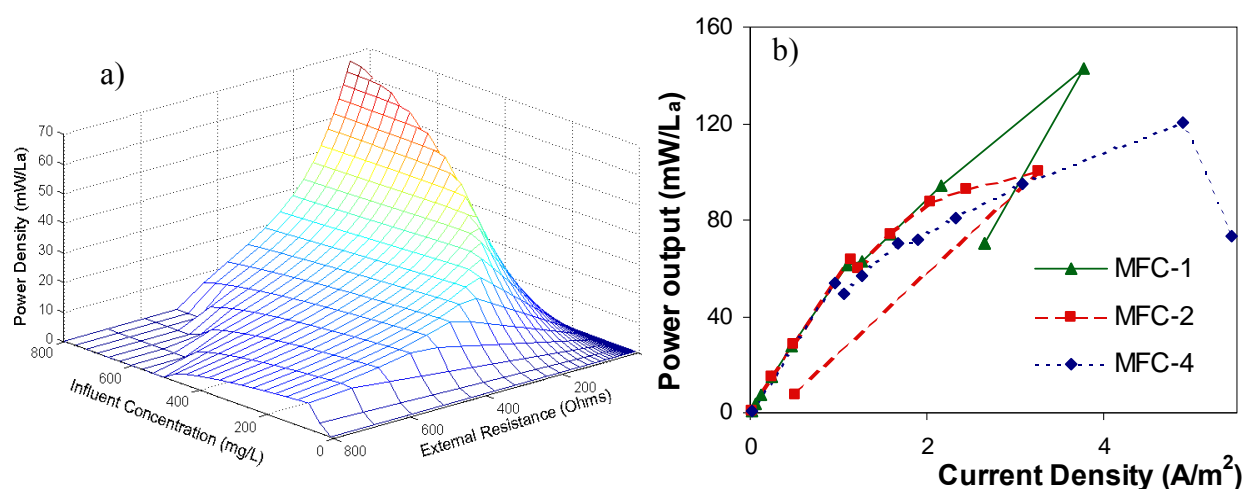 a)
Power Density (mW/La)
70
60
50
40
30
20
10
0
800
600
400
200
0
Influent Concentration (mg/L)
800
600
400
200
External Resistance (Ohms)
b)
Power output (mW/La)
160
120
80
40
0
0
2
4
MFC-1
MFC-2
MFC-4
Current Density (A/m²)